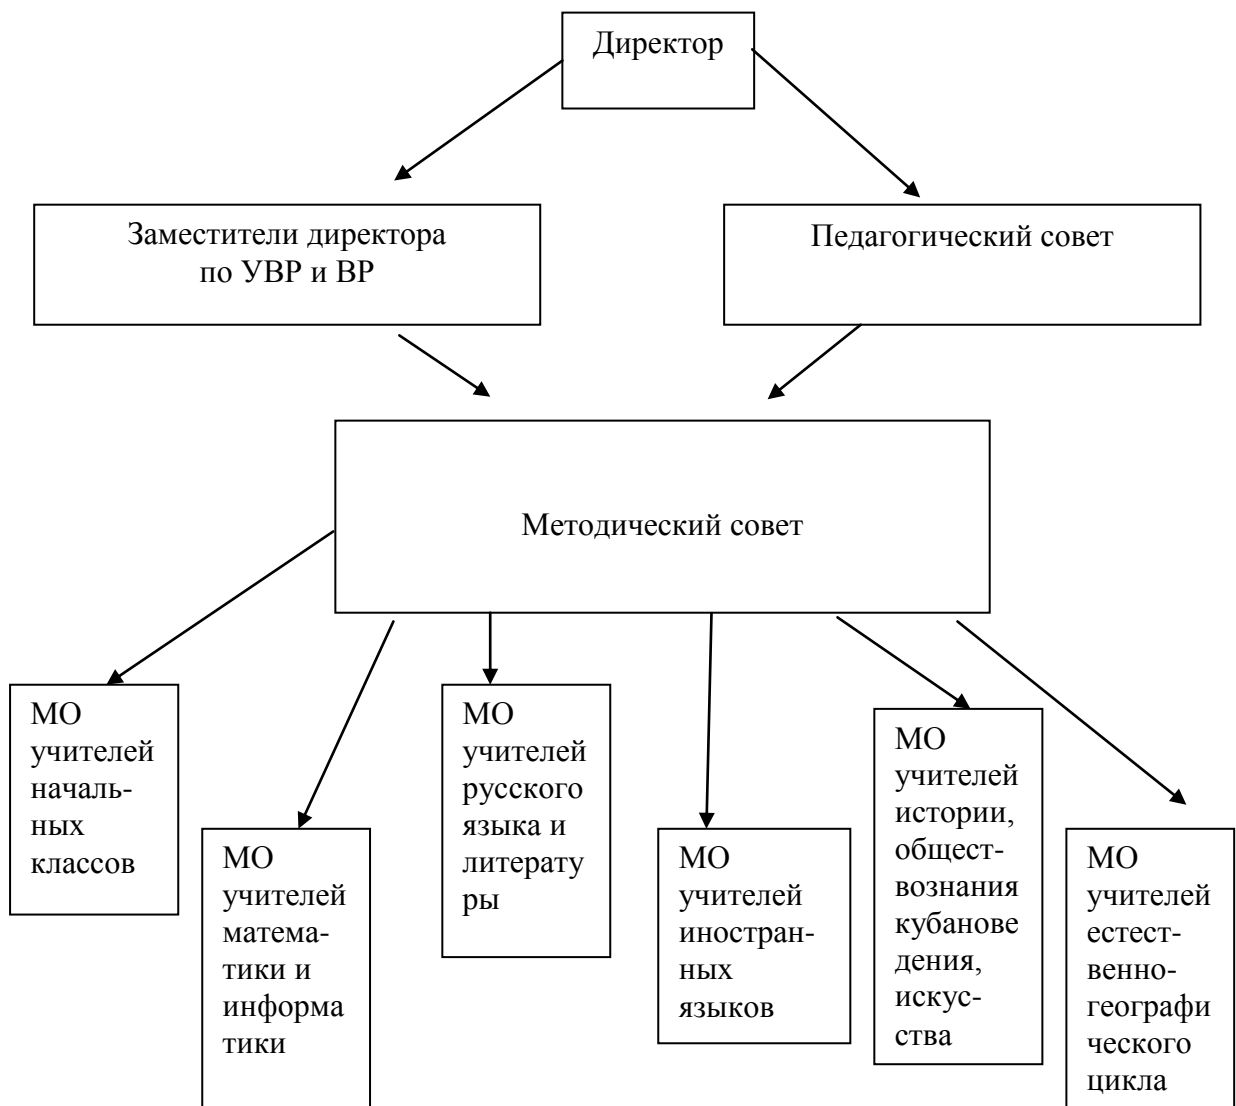 Директор
Заместители директора
по УВР и ВР
Педагогический совет
Методический совет
МО
учителей
началь-
ных
классов
МО
учителей
матема-
тики и
информа
тики
МО
учителей
русского
языка и
литерату
ры
МО
учителей
иностран-
ных
языков
МО
учителей
истории,
общест-
вознания
кубанове
дения,
искус-
ства
МО
учителей
естест-
венно-
географи
ческого
цикла